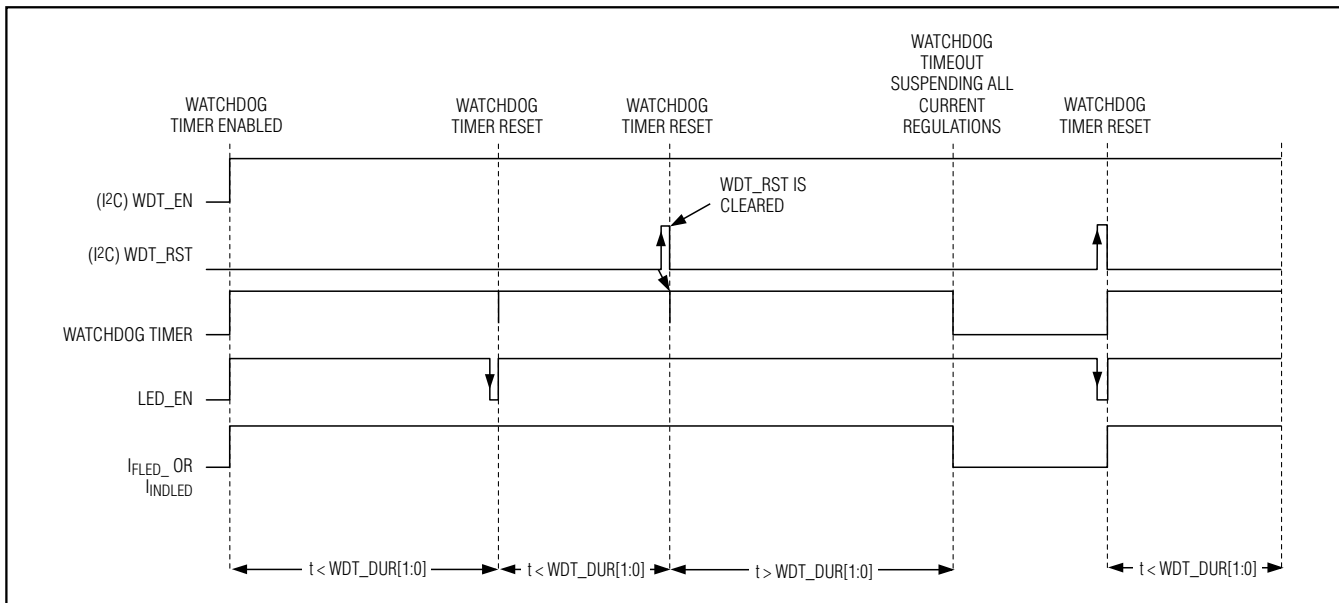 WATCHDOG
TIMER ENABLED
WATCHDOG
TIMER RESET
WATCHDOG
TIMER RESET
WATCHDOG
TIMEOUT
SUSPENDING ALL
CURRENT
REGULATIONS
WATCHDOG
TIMER RESET
(I²C) WDT_EN
WDT_RST IS
CLEARED
(I²C) WDT_RST
WATCHDOG TIMER
LED_EN
IFLED_ OR
IINDLED
t < WDT_DUR[1:0]
t < WDT_DUR[1:0]
t > WDT_DUR[1:0]
t < WDT_DUR[1:0]